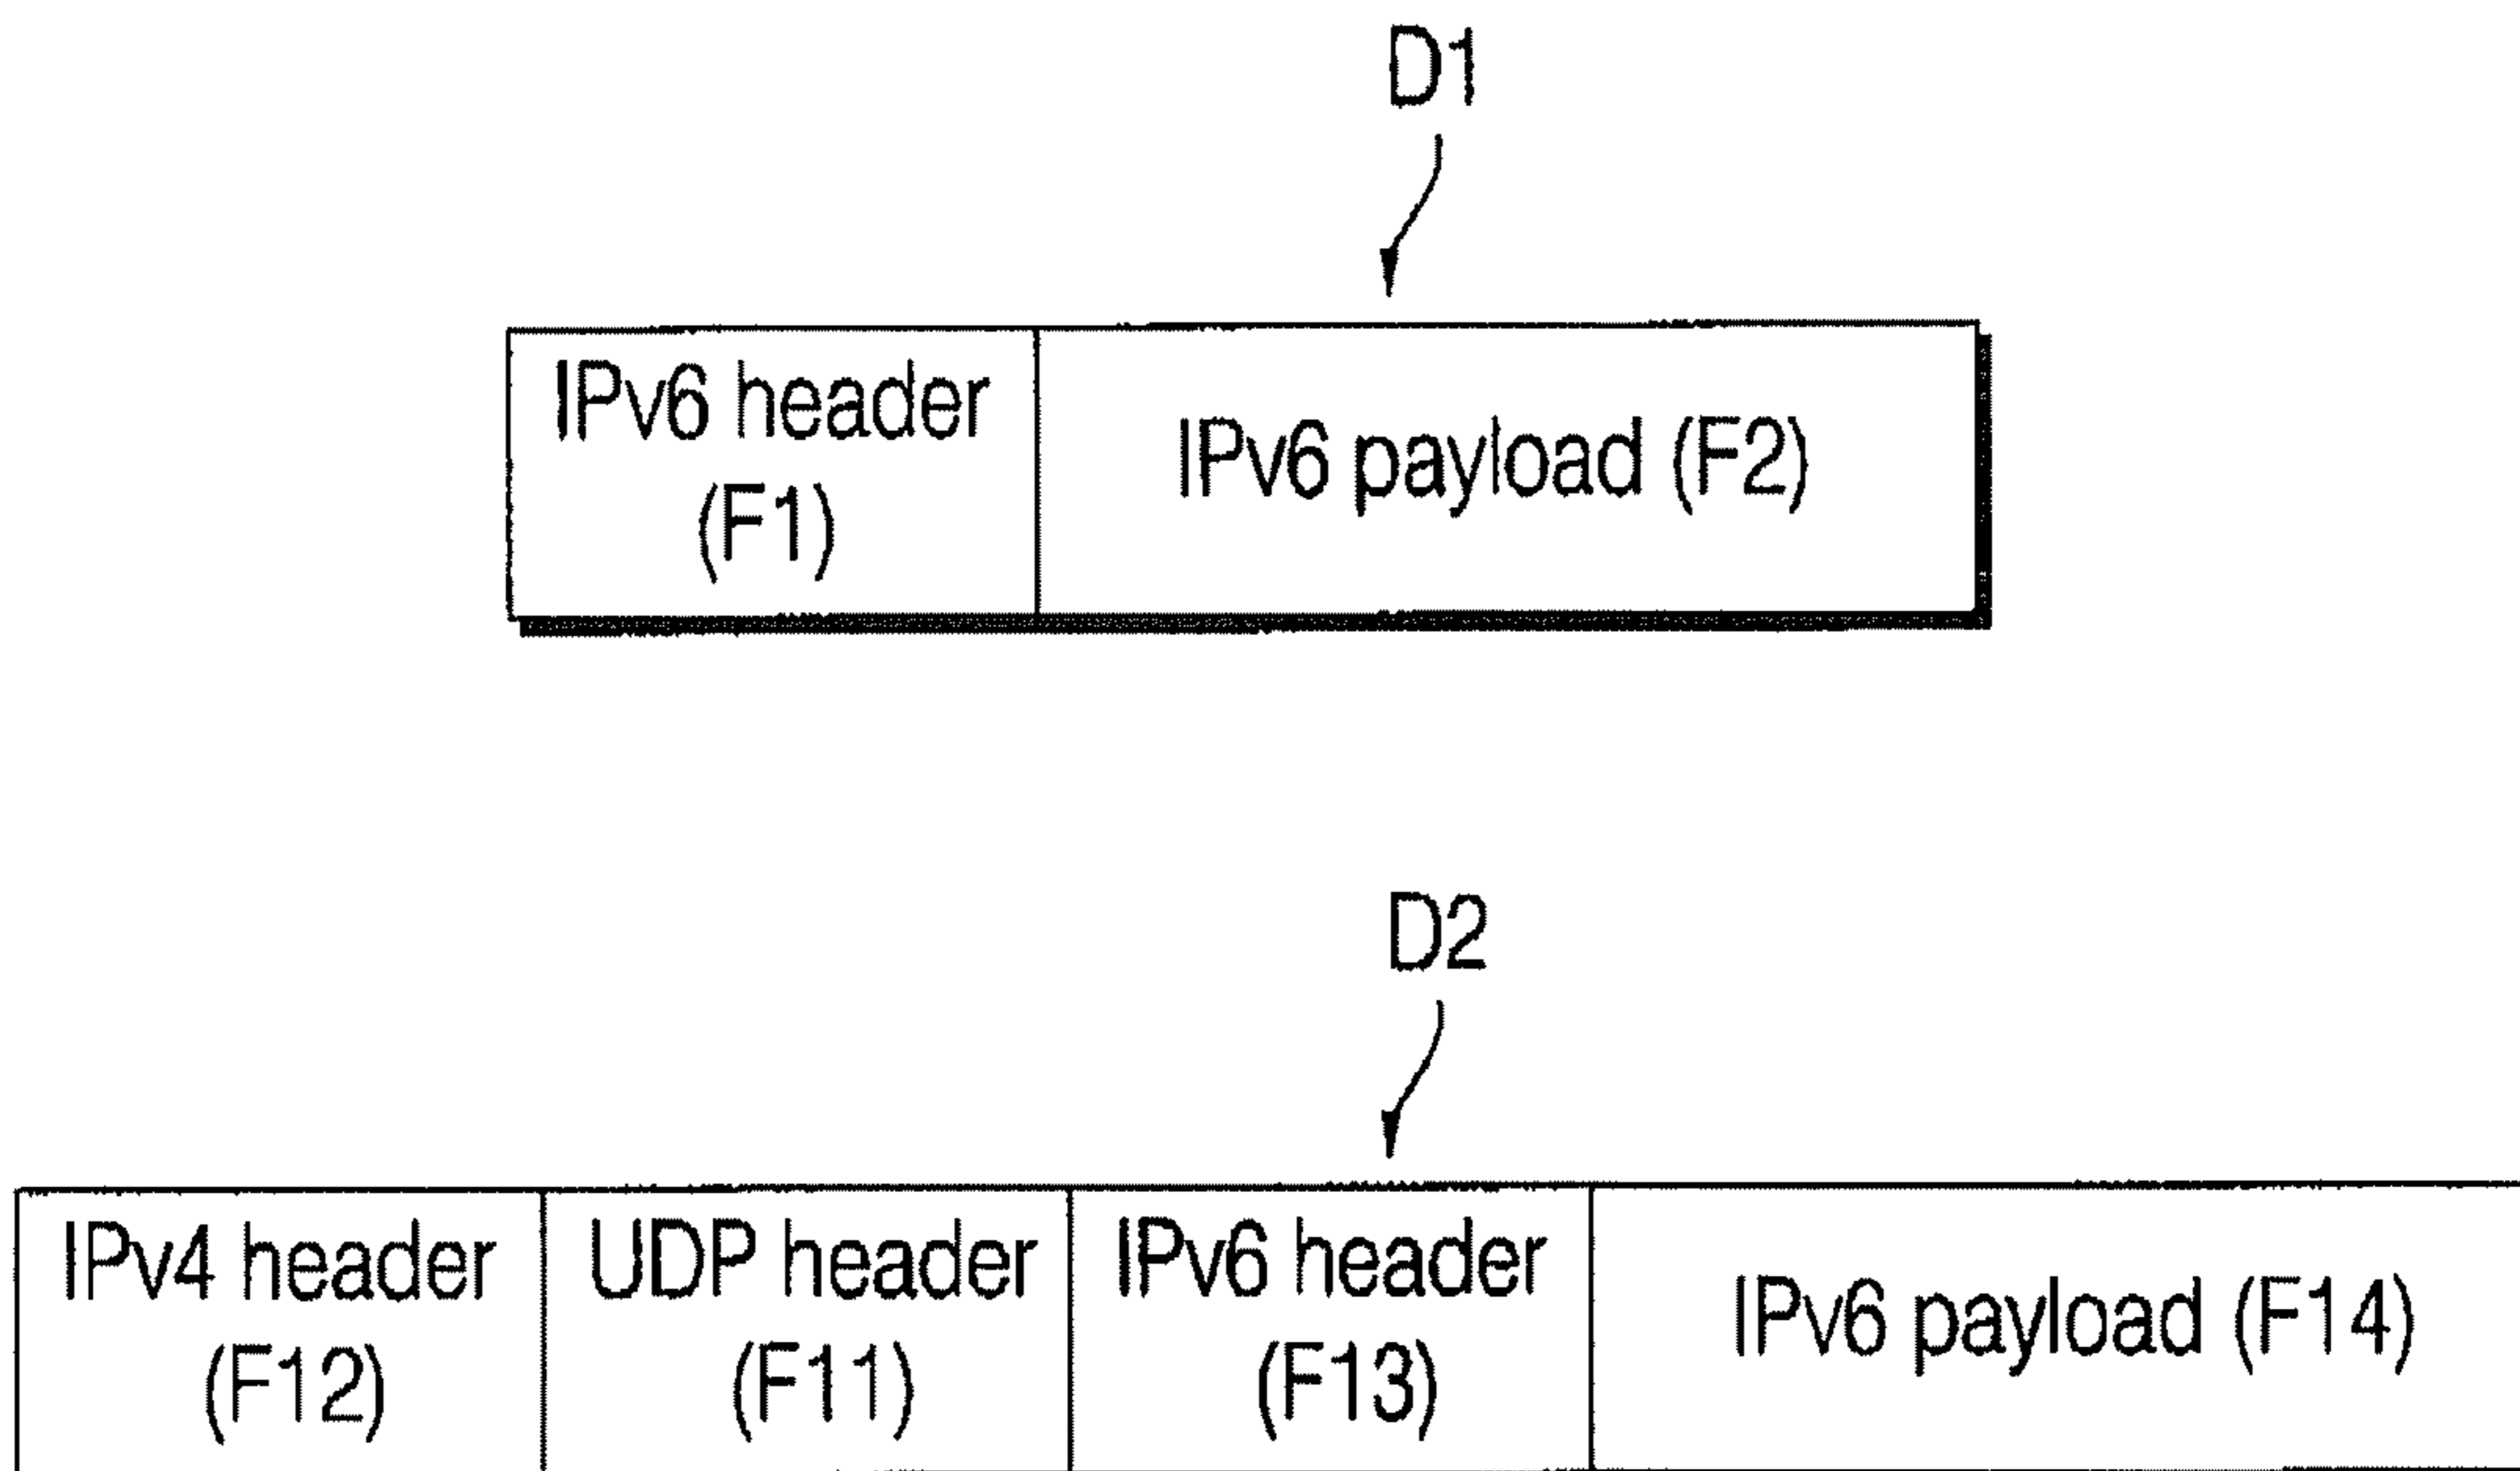 D1
IPv6 header
(F1)
IPv6 payload (F2)
D2
IPv4 header
(F12)
UDP header
(F11)
IPv6 header
(F13)
IPv6 payload (F14)